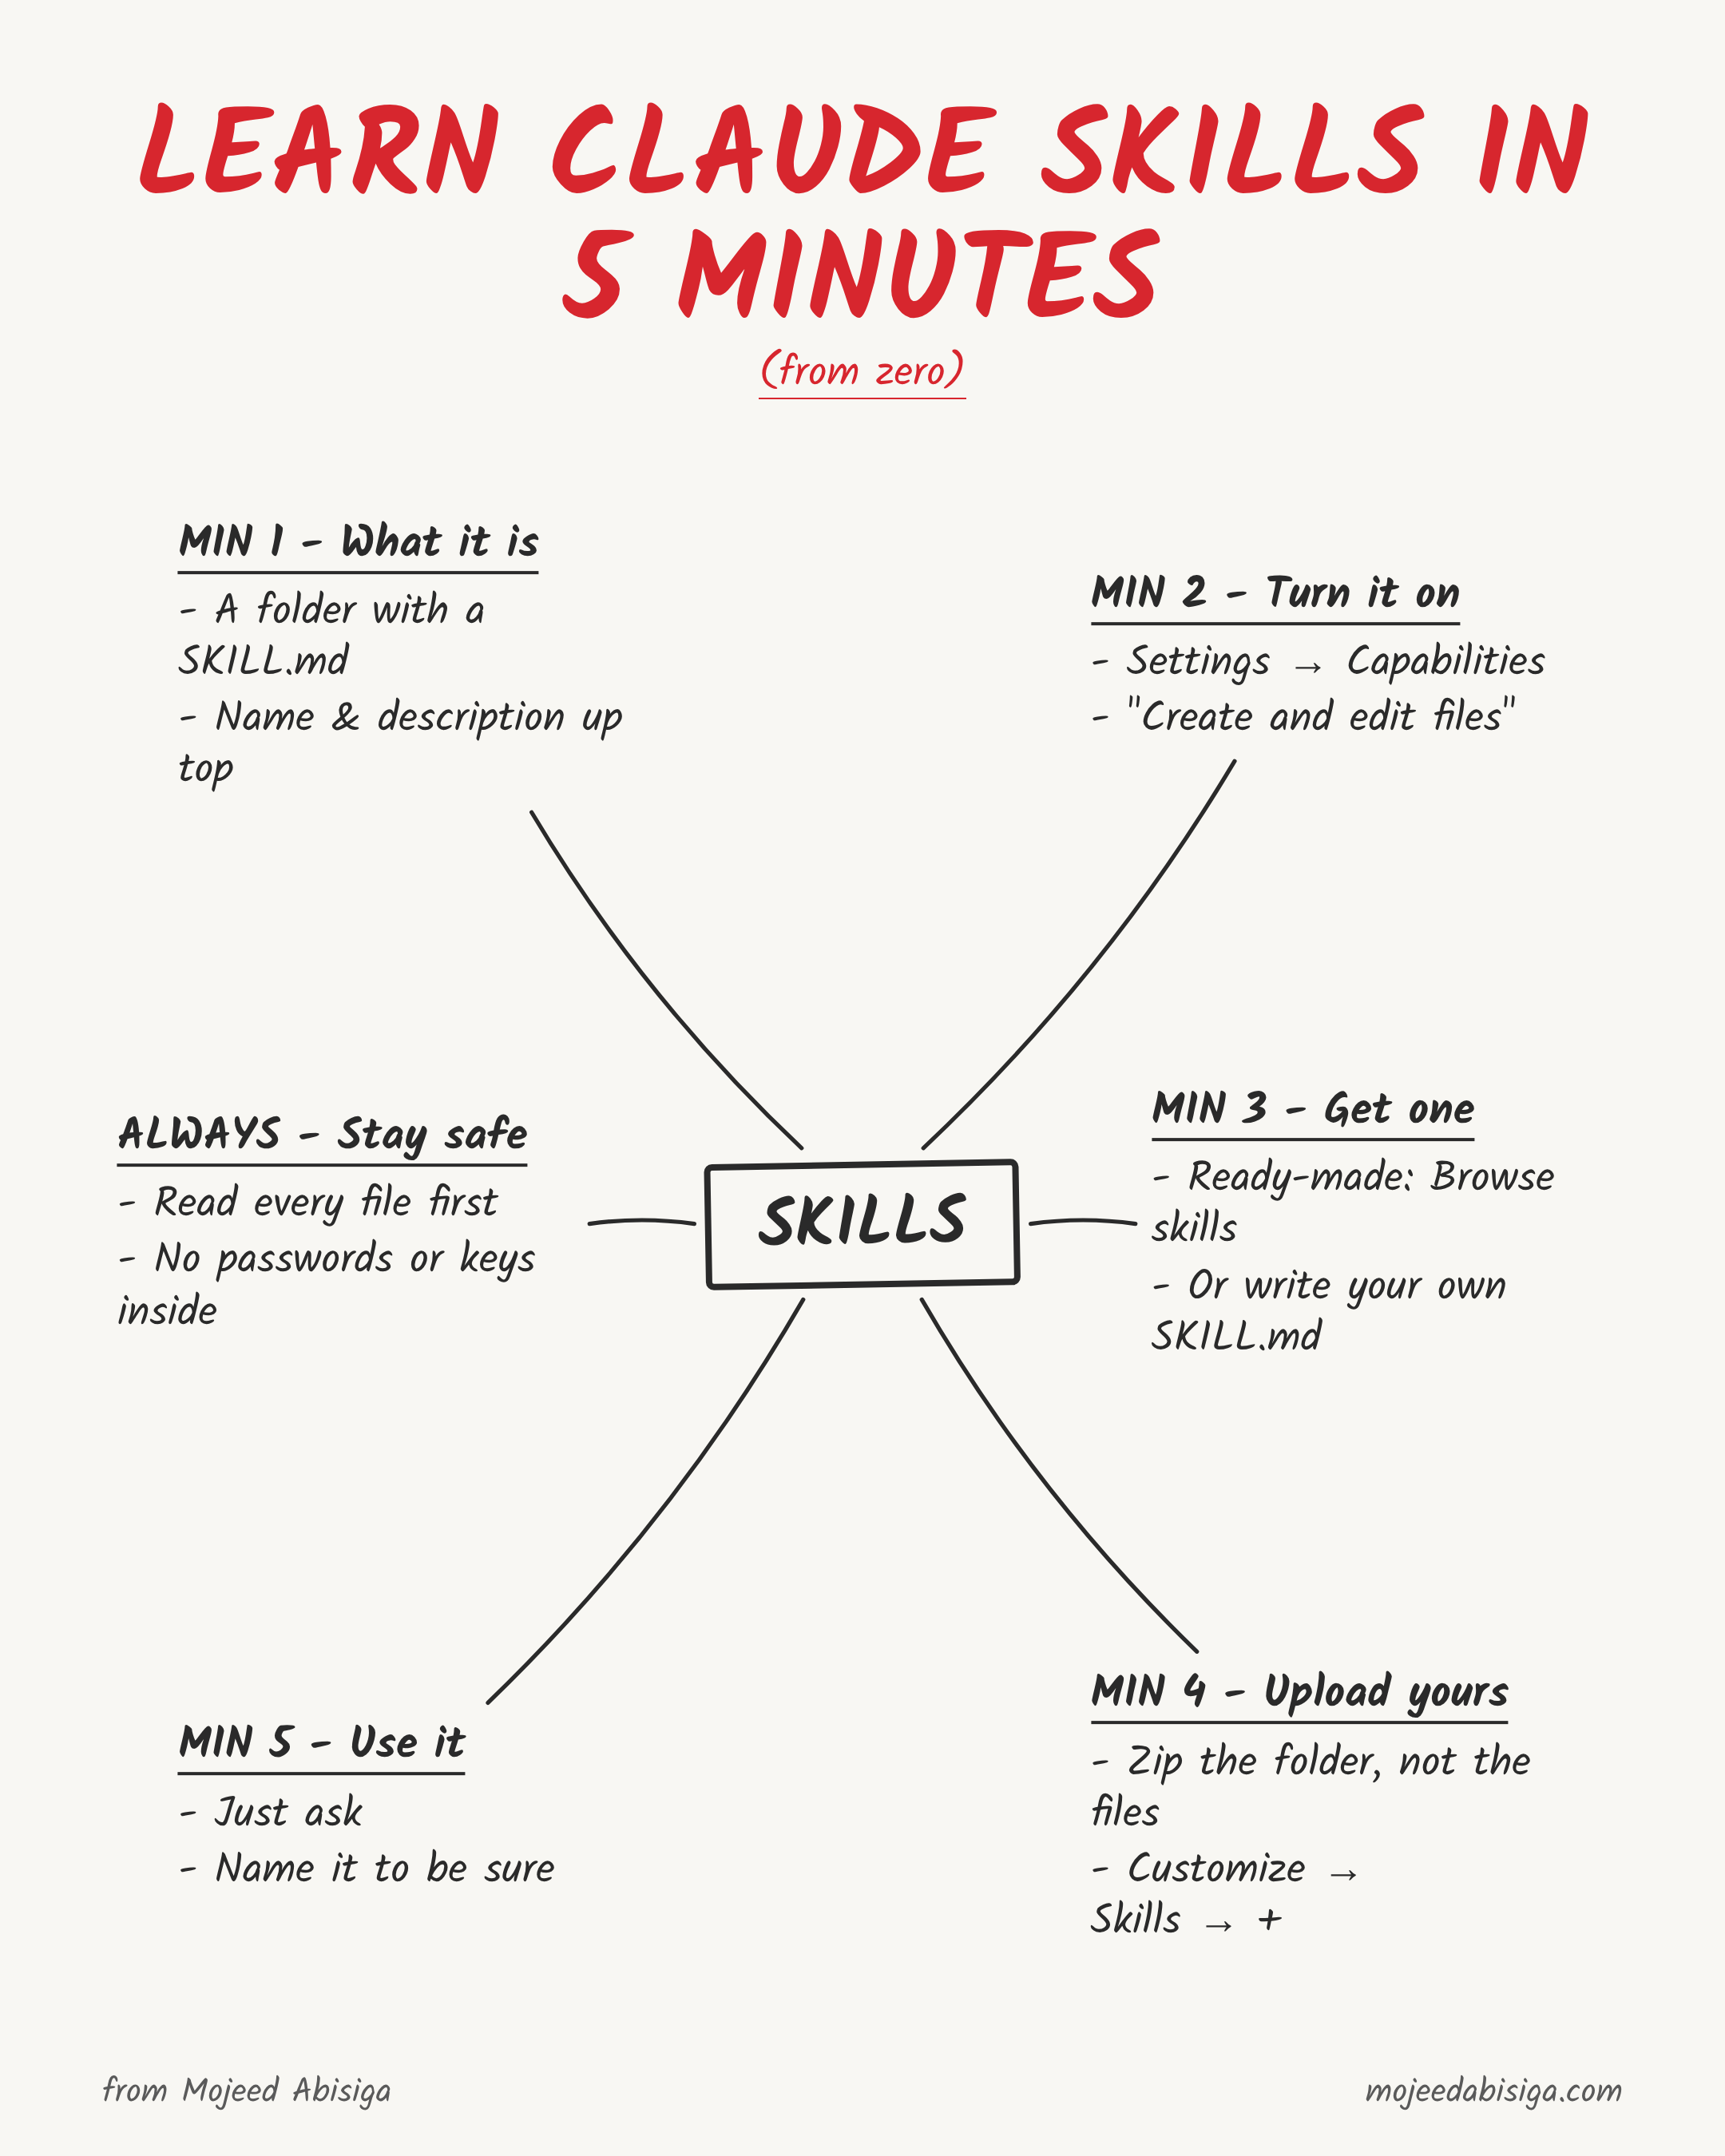 LEARN CLAUDE SKILLS IN
5 MINUTES
(from zero)
MIN 1 - What it is
- A folder with a
SKILL.md
- Name & description up
top
MIN 2 - Turn it on
- Settings → Capabilities
- "Create and edit files"
ALWAYS - Stay safe
- Read every file first
- No passwords or keys
inside
SKILLS
MIN 3 - Get one
- Ready-made: Browse
skills
- Or write your own
SKILL.md
MIN 5 - Use it
- Just ask
- Name it to be sure
MIN 4 - Upload yours
- Zip the folder, not the
files
- Customize →
Skills → +
from Mojeed Abisiga
mojeedabisiga.com